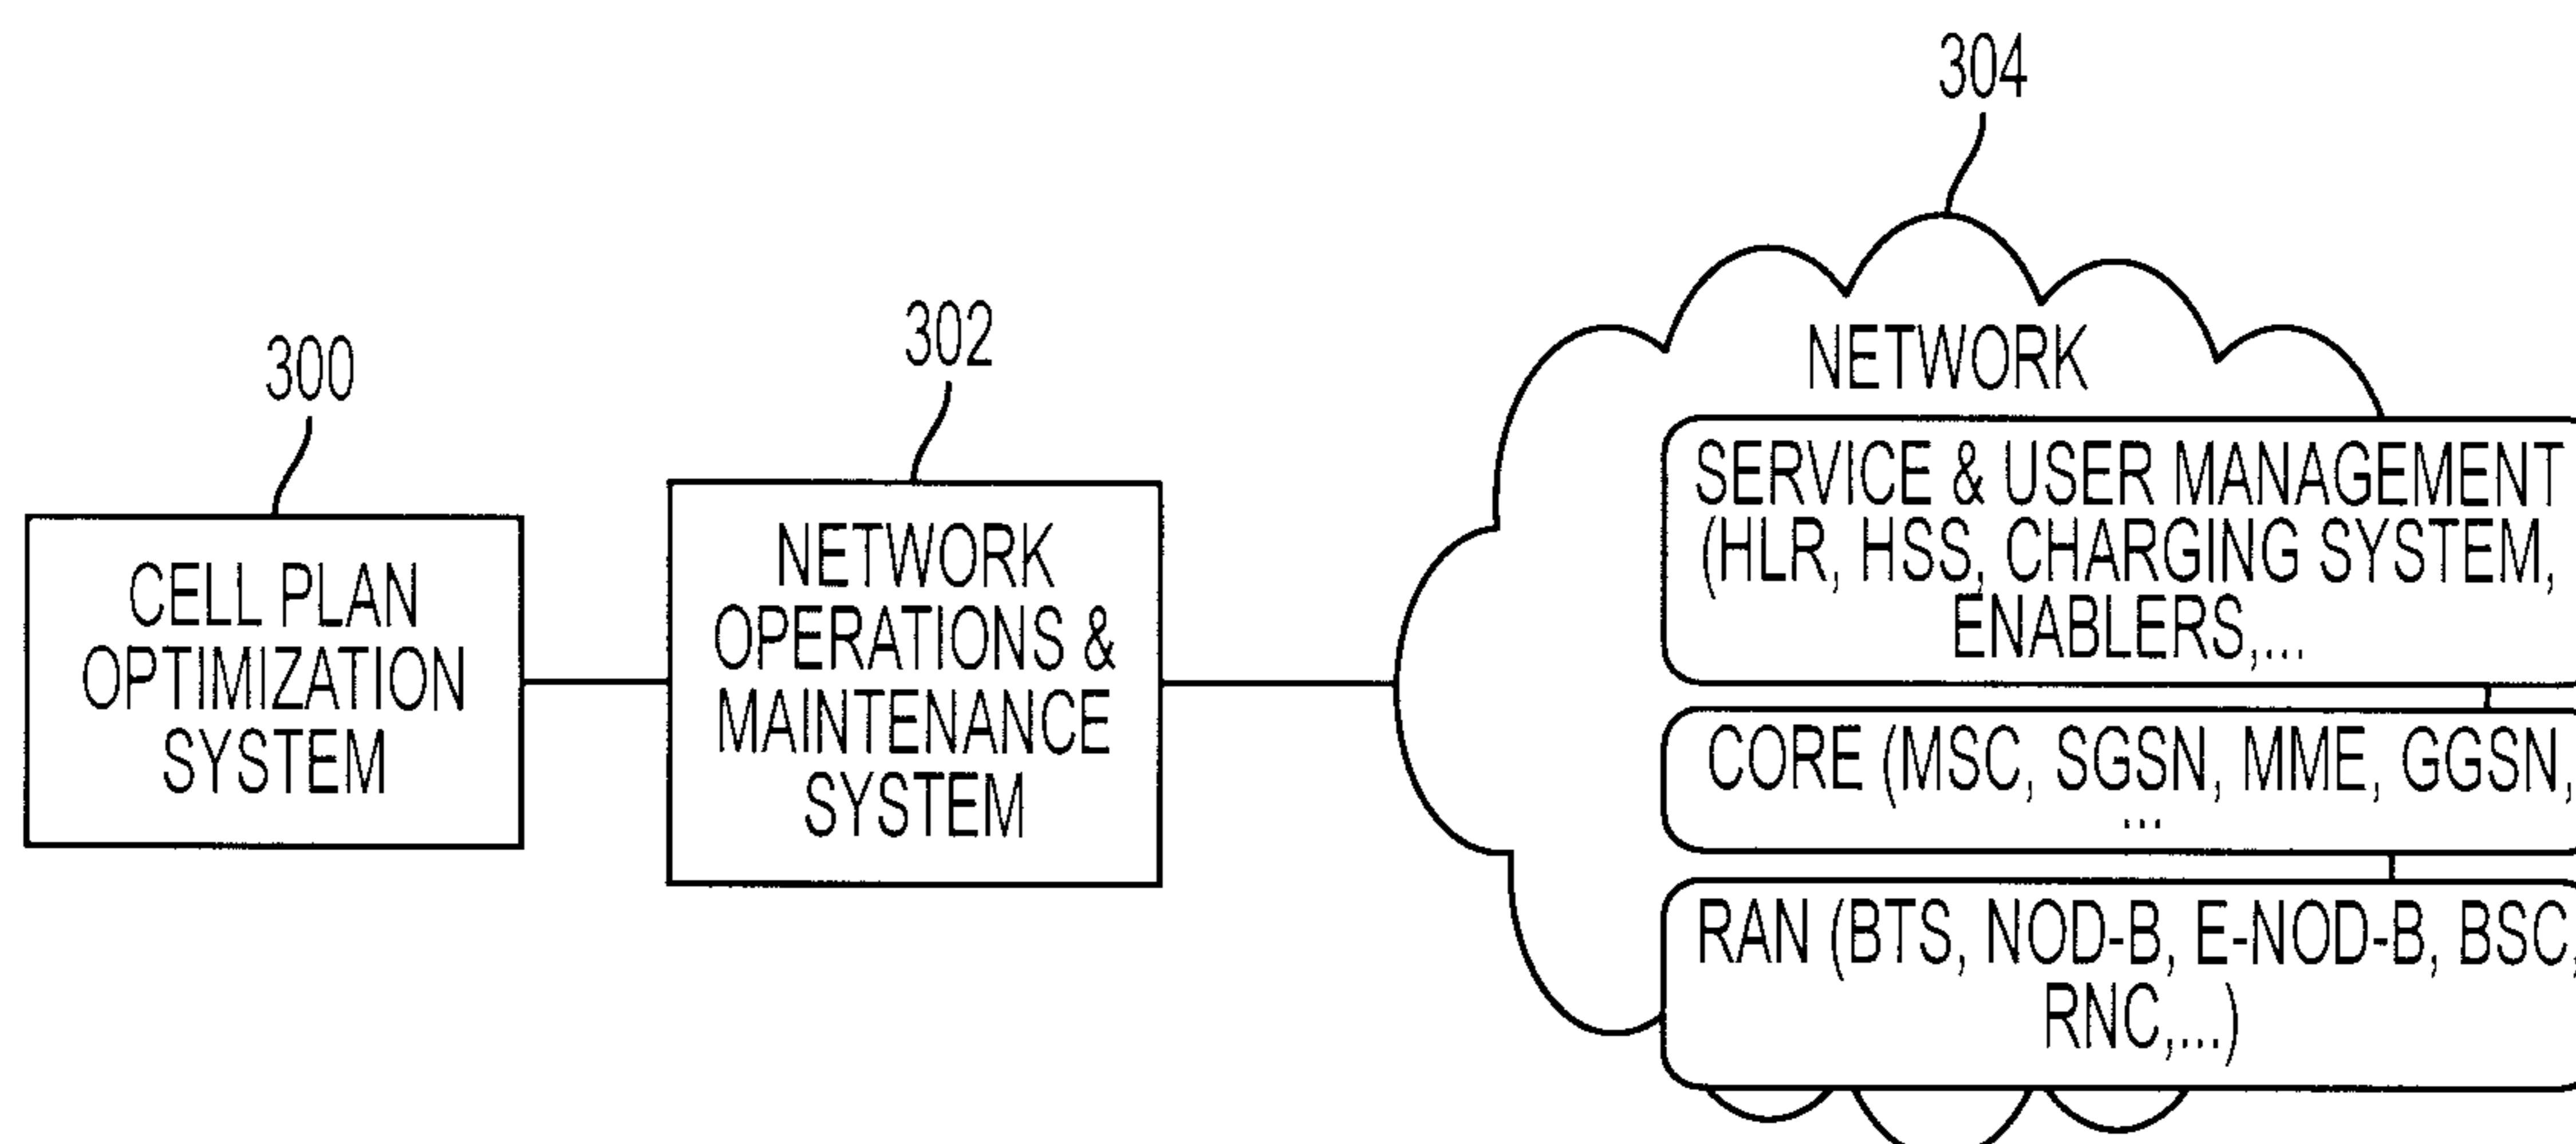 304
302
300
NETWORK
CELL PLAN
OPTIMIZATION
SYSTEM
NETWORK
OPERATIONS &
MAINTENANCE
SYSTEM
SERVICE & USER MANAGEMENT
(HLR, HSS, CHARGING SYSTEM,
ENABLERS,...
CORE (MSC, SGSN, MME, GGSN,
...
RAN (BTS, NOD-B, E-NOD-B, BSC,
RNC,...)